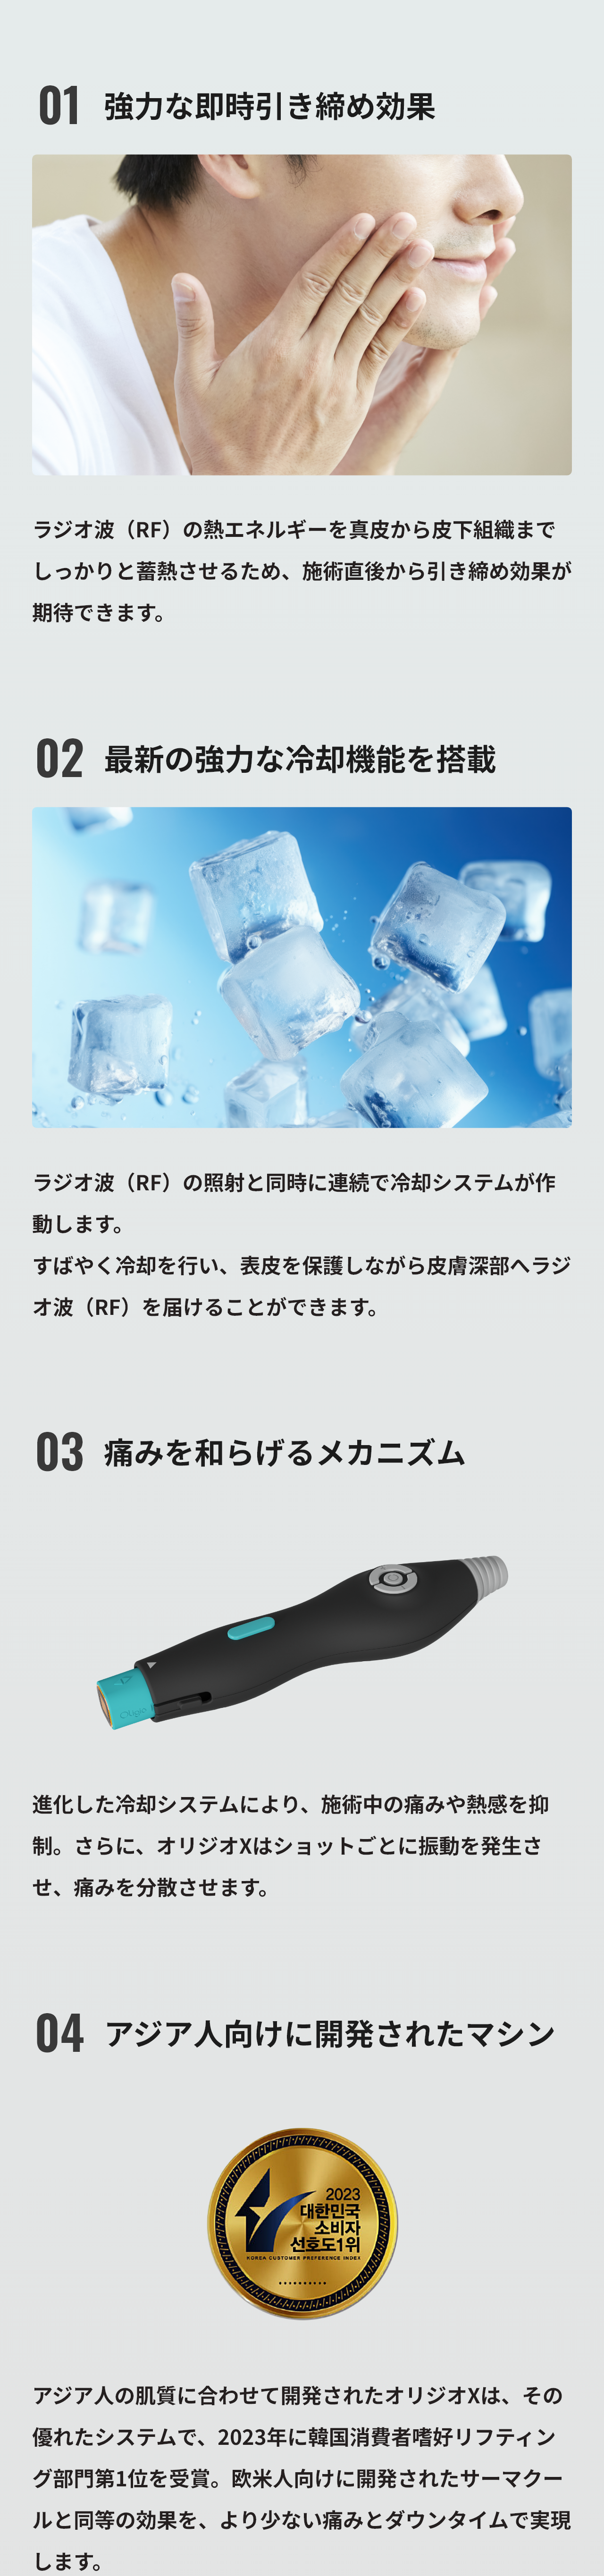 01 強力な即時引き締め効果
ラジオ波（RF）の熱エネルギーを真皮から皮下組織まで
しっかりと蓄熱させるため、施術直後から引き締め効果が
期待できます。
02 最新の強力な冷却機能を搭載
ラジオ波（RF）の照射と同時に連続で冷却システムが作
動します。
すばやく冷却を行い、表皮を保護しながら皮膚深部へラジ
オ波（RF）を届けることができます。
03 痛みを和らげるメカニズム
進化した冷却システムにより、施術中の痛みや熱感を抑
制。さらに、オリジオXはショットごとに振動を発生さ
せ、痛みを分散させます。
04 アジア人向けに開発されたマシン
2023
대한민국
소비자
선호도1위
KOREA CUSTOMER PREFERENCE INDEX
アジア人の肌質に合わせて開発されたオリジオXは、その
優れたシステムで、2023年に韓国消費者嗜好リフティン
グ部門第1位を受賞。欧米人向けに開発されたサーマクー
ルと同等の効果を、より少ない痛みとダウンタイムで実現
します。